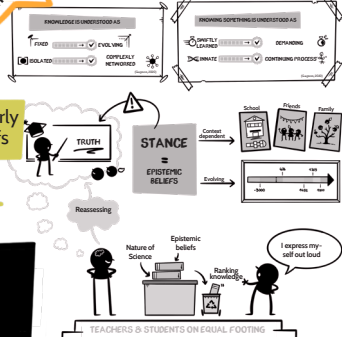 KNOWLEDGE IS UNDERSTOOD AS
FIXED
EVOLVING
ISOLATED
COMPLEXLY
NETWORKED
KNOWING SOMETHING IS UNDERSTOOD AS
SWIFTLY
LEARNED
DEMANDING
INNATE
CONTINUING PROCESS
rly
fs
TRUTH
STANCE
=
EPISTEMIC
BELIEFS
Context
dependent
School
Friends
Family
Evolving
Reassessing
Nature of
Science
Epistemic
beliefs
Ranking
knowledge
I express my-
self out loud
TEACHERS & STUDENTS ON EQUAL FOOTING